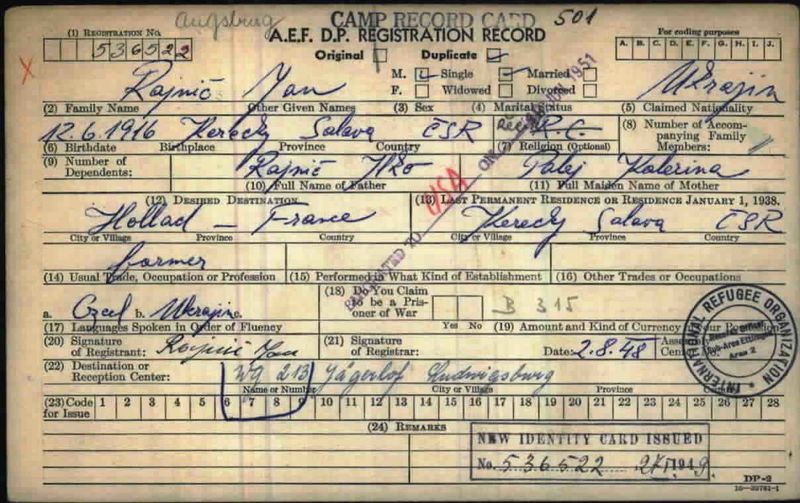 Augsburg CAMP RECORD CARD 501
A.E.F. D.P. REGISTRATION RECORD
(1) REGISTRATION NO.
536522
Original Duplicate
For coding purposes
A. B. C. D. E. F. G. H. I. J.
X
Rajnič Jan
M. Single Married
F. Widowed Divorced
Ukrajin
(2) Family Name Other Given Names (3) Sex (4) Marital Status (5) Claimed Nationality
12.6.1916 Kerecky Salava ČSR R.C.
(6) Birthdate Birthplace Province Country (7) Religion (Optional)
(8) Number of Accompanying Family Members:
(9) Number of Dependents:
Rajnič Palej Katerina
(10) Full Name of Father (11) Full Maiden Name of Mother
(12) DESIRED DESTINATION (13) LAST PERMANENT RESIDENCE OR RESIDENCE JANUARY 1, 1938.
Hollad — France Kerecky Salava ČSR
City or Village Province Country City or Village Province Country
farmer
(14) Usual Trade, Occupation or Profession (15) Performed in What Kind of Establishment (16) Other Trades or Occupations
TO USA ON 1951
a. Czech b. Ukrajin c.
(18) Do You Claim to be a Prisoner of War
Yes No
B 315
(17) Languages Spoken in Order of Fluency (19) Amount and Kind of Currency in Your Possession
(20) Signature of Registrant: Rajnič Jan
(21) Signature of Registrar:
Date: 2.8.48
INTERNATIONAL REFUGEE ORGANIZATION
Area 2
(22) Destination or Reception Center:
Wg 213 Jägerhof Ludwigsburg
Name or Number City or Village Province
(23) Code for Issue 1 2 3 4 5 6 7 8 9 10 11 12 13 14 15 16 17 18 19 20 21 22 23 24 25 26 27 28
(24) REMARKS
NEW IDENTITY CARD ISSUED
No. 536522 1949.
DP-2